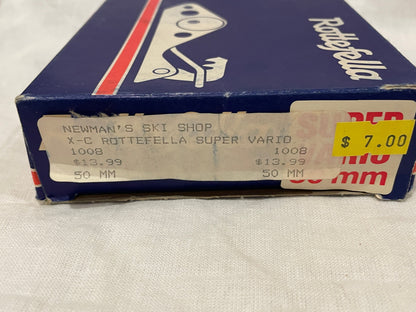 Rottefella
NEWMAN'S SKI SHOP
X-C ROTTEFELLA SUPER VARIO
1008 1008
$13.99 $13.99
50 MM 50 MM
$ 7.00
SUPER
mm